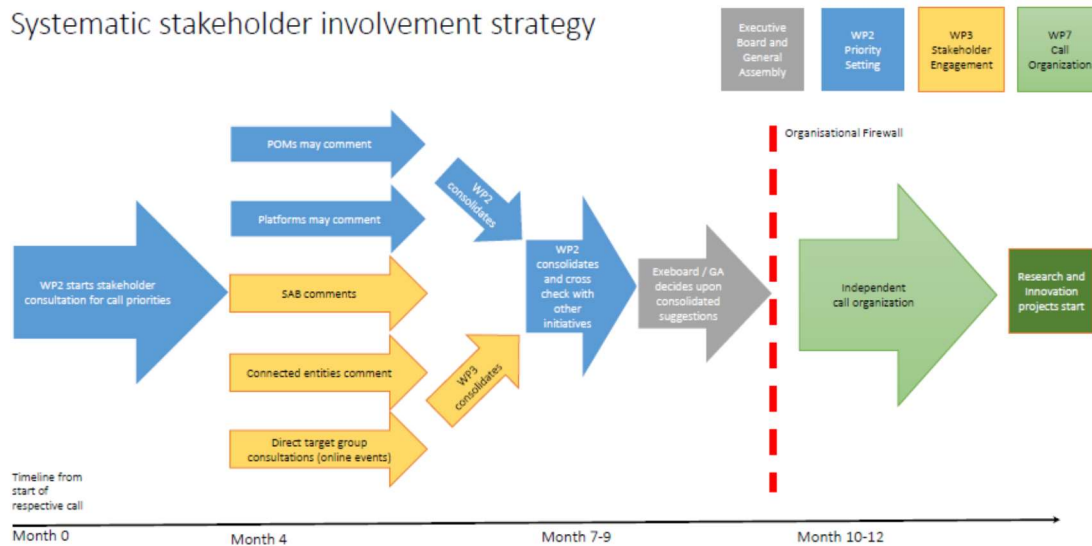 Systematic stakeholder involvement strategy
Executive
Board and
General
Assembly
WP2
Priority
Setting
WP3
Stakeholder
Engagement
WP7
Call
Organization
Organisational Firewall
POMs may comment
Platforms may comment
WP2 starts stakeholder
consultation for call priorities
SAB comments
Connected entities comment
Direct target group
consultations (online events)
WP2
consolidates
WP3
consolidates
WP2
consolidates
and cross
check with
other
initiatives
Exeboard / GA
decides upon
consolidated
suggestions
Independent
call organization
Research and
Innovation
projects start
Timeline from
start of
respective call
Month 0
Month 4
Month 7-9
Month 10-12